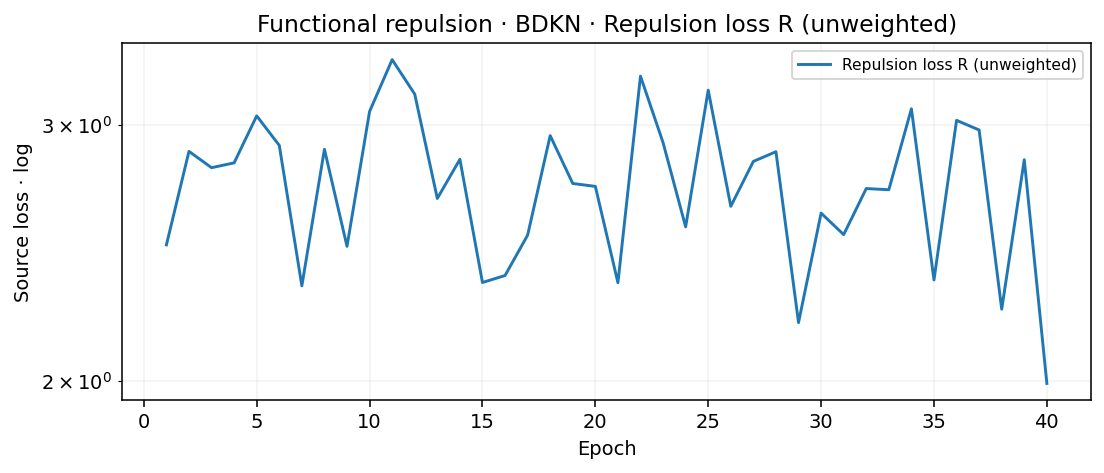 Functional repulsion · BDKN · Repulsion loss R (unweighted)
Repulsion loss R (unweighted)
Source loss · log
3 × 10⁰
2 × 10⁰
0 5 10 15 20 25 30 35 40
Epoch